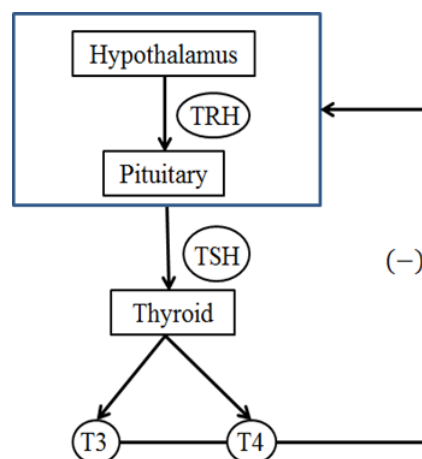 Hypothalamus
TRH
Pituitary
TSH
(−)
Thyroid
T3
T4